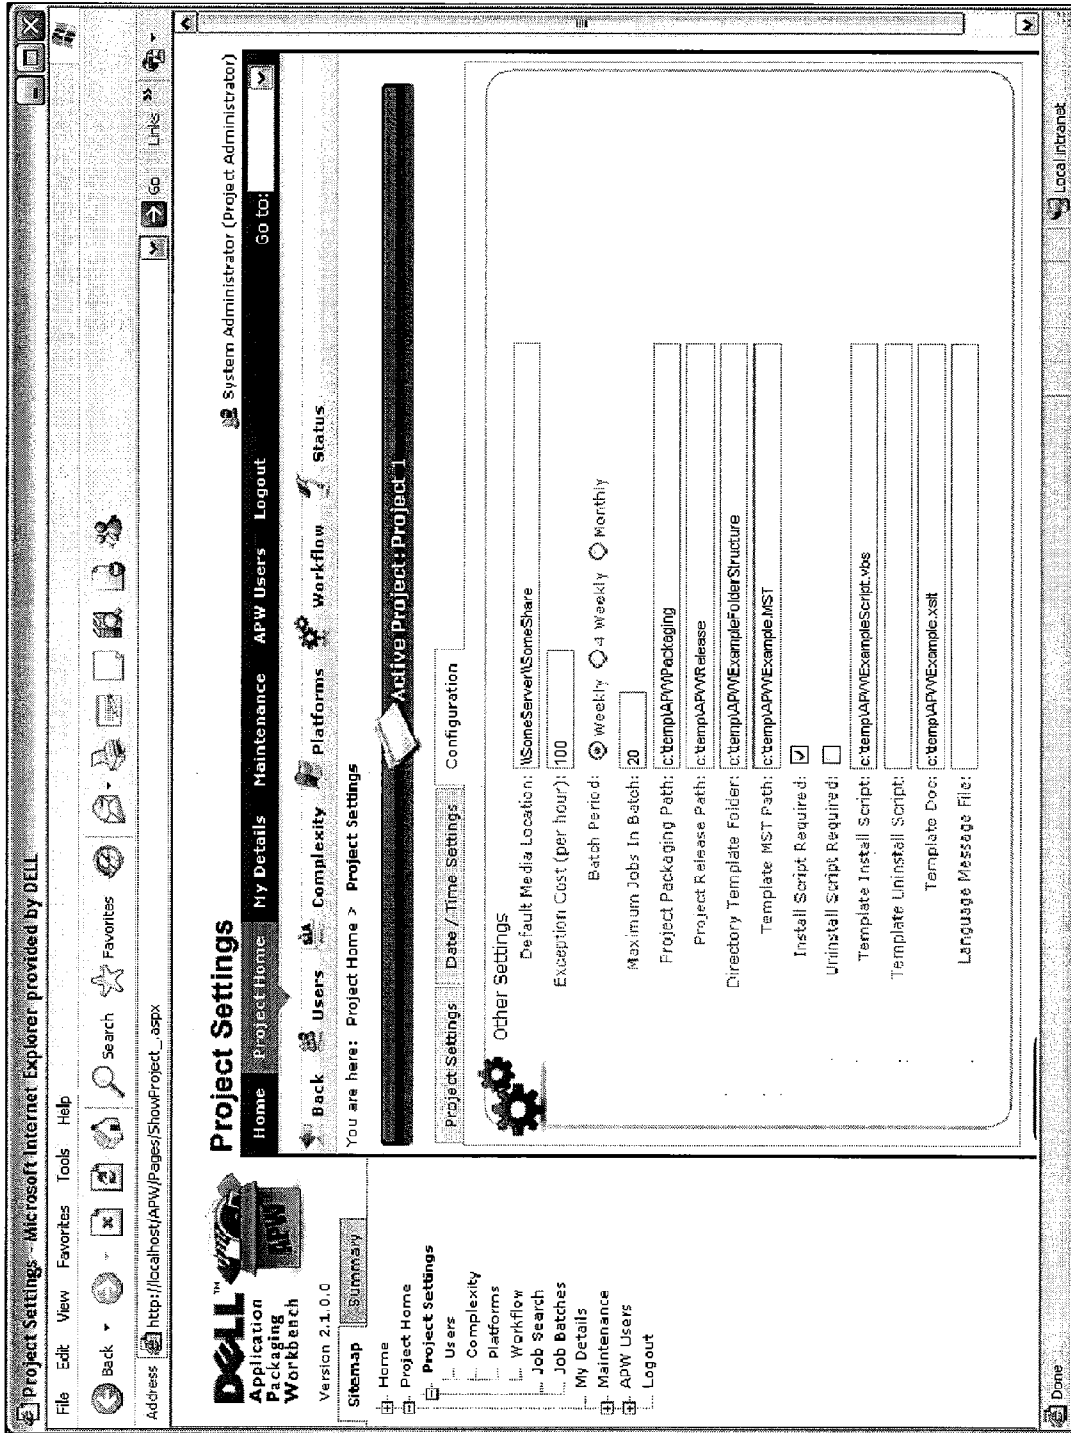 Project Settings - Microsoft Internet Explorer provided by DELL
File Edit View Favorites Tools Help
Back Search Favorites
Address http://localhost/APW/Pages/ShowProject_.aspx Go Links »
DELL™
Application
Packaging
Workbench
APW
Version 2.1.0.0
Sitemap Summary
Home
Project Home
Project Settings
Users
Complexity
Platforms
Workflow
Job Search
Job Batches
My Details
Maintenance
APW Users
Logout
Project Settings
System Administrator (Project Administrator)
Home Project Home My Details Maintenance APW Users Logout Go to:
Back Users Complexity Platforms Workflow Status
You are here: Project Home > Project Settings
Active Project: Project 1
Project Settings Date / Time Settings Configuration
Other Settings
Default Media Location: \\SomeServer\\SomeShare
Exception Cost (per hour): 100
Batch Period: Weekly 4 Weekly Monthly
Maximum Jobs In Batch: 20
Project Packaging Path: c:\temp\APW\Packaging
Project Release Path: c:\temp\APW\Release
Directory Template Folder: c:\temp\APW\ExampleFolderStructure
Template MST Path: c:\temp\APW\Example.MST
Install Script Required:
Uninstall Script Required:
Template Install Script: c:\temp\APW\ExampleScript.vbs
Template Uninstall Script:
Template Doc: c:\temp\APW\Example.xslt
Language Message File:
Done Local intranet